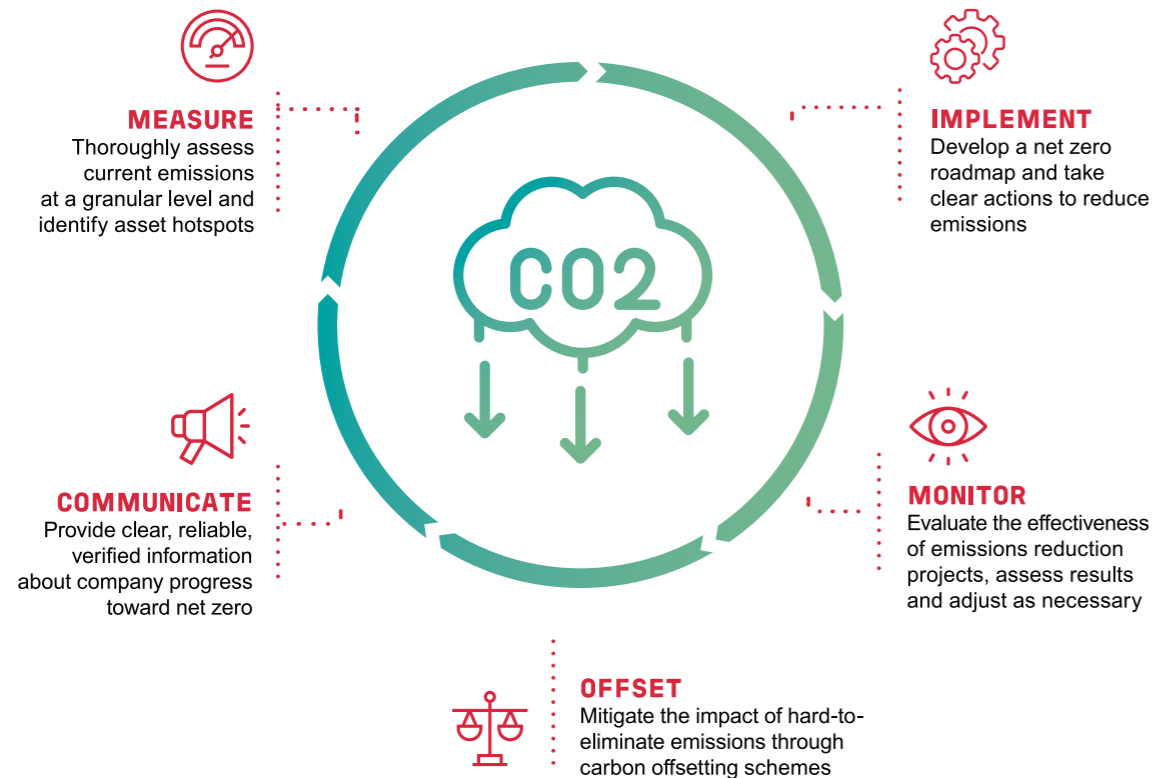 MEASURE
Thoroughly assess
current emissions
at a granular level and
identify asset hotspots
IMPLEMENT
Develop a net zero
roadmap and take
clear actions to reduce
emissions
CO2
COMMUNICATE
Provide clear, reliable,
verified information
about company progress
toward net zero
MONITOR
Evaluate the effectiveness
of emissions reduction
projects, assess results
and adjust as necessary
OFFSET
Mitigate the impact of hard-to-
eliminate emissions through
carbon offsetting schemes